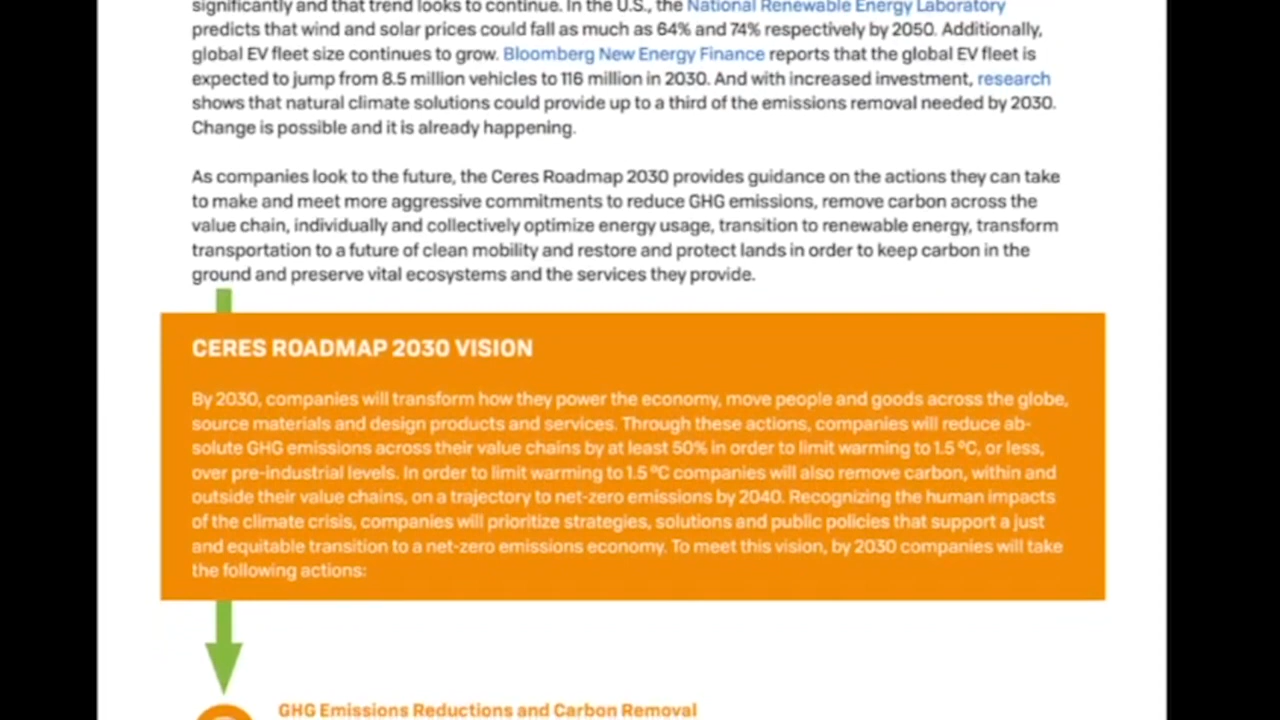 significantly and that trend looks to continue. In the U.S., the National Renewable Energy Laboratory
predicts that wind and solar prices could fall as much as 64% and 74% respectively by 2050. Additionally,
global EV fleet size continues to grow. Bloomberg New Energy Finance reports that the global EV fleet is
expected to jump from 8.5 million vehicles to 116 million in 2030. And with increased investment, research
shows that natural climate solutions could provide up to a third of the emissions removal needed by 2030.
Change is possible and it is already happening.
As companies look to the future, the Ceres Roadmap 2030 provides guidance on the actions they can take
to make and meet more aggressive commitments to reduce GHG emissions, remove carbon across the
value chain, individually and collectively optimize energy usage, transition to renewable energy, transform
transportation to a future of clean mobility and restore and protect lands in order to keep carbon in the
ground and preserve vital ecosystems and the services they provide.
CERES ROADMAP 2030 VISION
By 2030, companies will transform how they power the economy, move people and goods across the globe,
source materials and design products and services. Through these actions, companies will reduce ab-
solute GHG emissions across their value chains by at least 50% in order to limit warming to 1.5 ºC, or less,
over pre-industrial levels. In order to limit warming to 1.5 ºC companies will also remove carbon, within and
outside their value chains, on a trajectory to net-zero emissions by 2040. Recognizing the human impacts
of the climate crisis, companies will prioritize strategies, solutions and public policies that support a just
and equitable transition to a net-zero emissions economy. To meet this vision, by 2030 companies will take
the following actions:
GHG Emissions Reductions and Carbon Removal